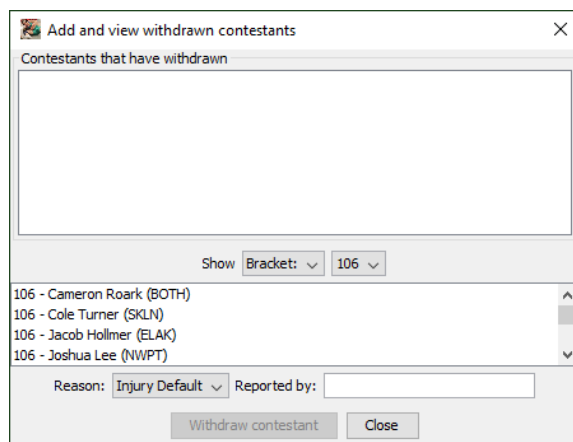 Add and view withdrawn contestants
Contestants that have withdrawn
Show Bracket: 106
106 - Cameron Roark (BOTH)
106 - Cole Turner (SKLN)
106 - Jacob Hollmer (ELAK)
106 - Joshua Lee (NWPT)
Reason: Injury Default Reported by:
Withdraw contestant Close